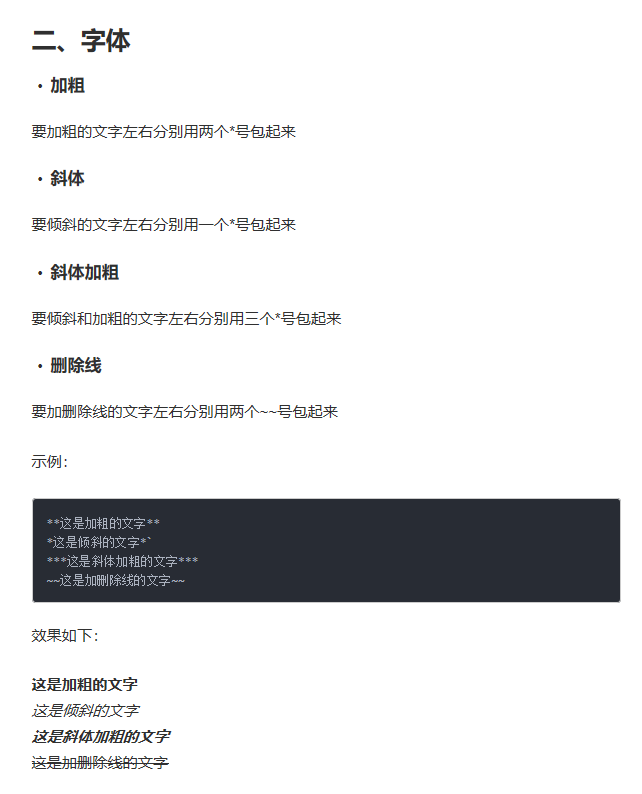 二、字体
• 加粗
要加粗的文字左右分别用两个*号包起来
• 斜体
要倾斜的文字左右分别用一个*号包起来
• 斜体加粗
要倾斜和加粗的文字左右分别用三个*号包起来
• 删除线
要加删除线的文字左右分别用两个~~号包起来
示例：
**这是加粗的文字**
*这是倾斜的文字*`
***这是斜体加粗的文字***
~~这是加删除线的文字~~
效果如下：
这是加粗的文字
这是倾斜的文字
这是斜体加粗的文字
这是加删除线的文字